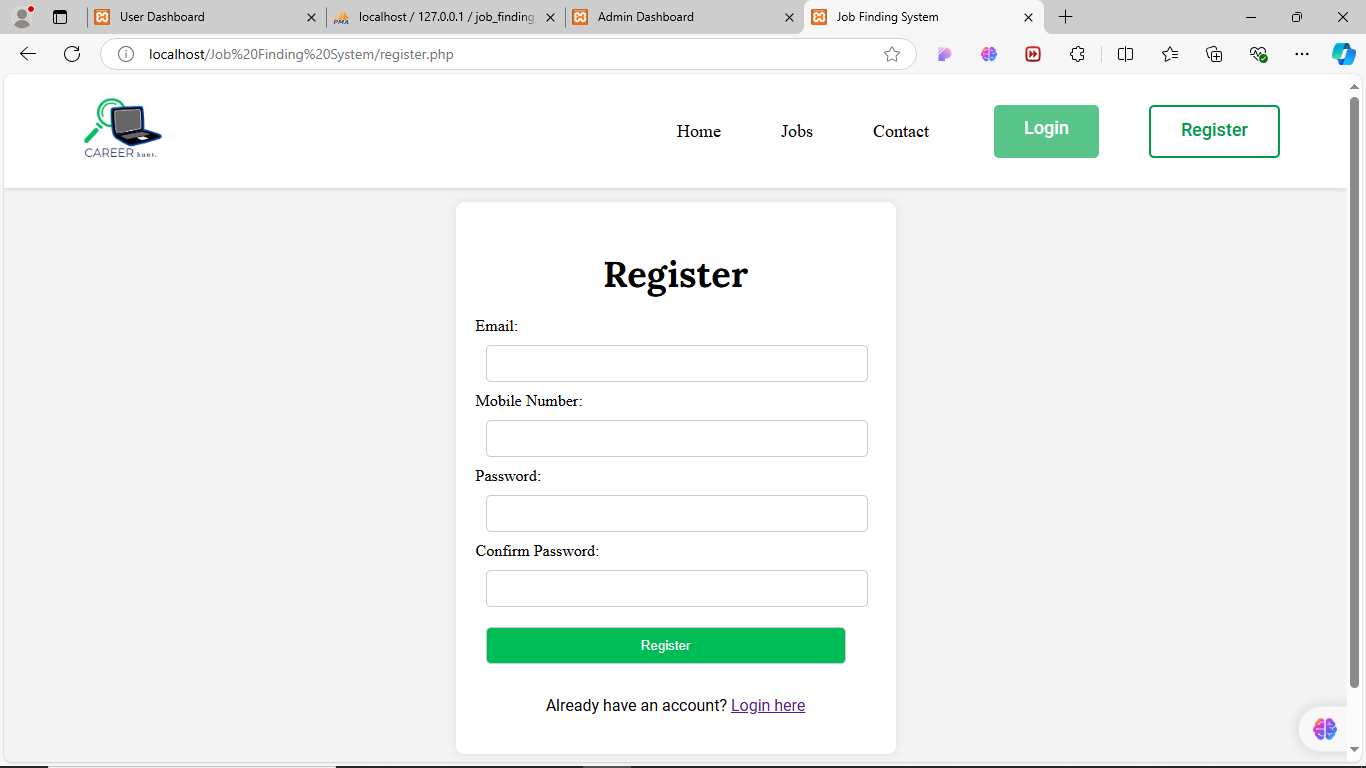 User Dashboard
localhost / 127.0.0.1 / job_finding_
Admin Dashboard
Job Finding System
localhost/Job%20Finding%20System/register.php
CAREER hunt.
Home
Jobs
Contact
Login
Register
Register
Email:
Mobile Number:
Password:
Confirm Password:
Register
Already have an account? Login here